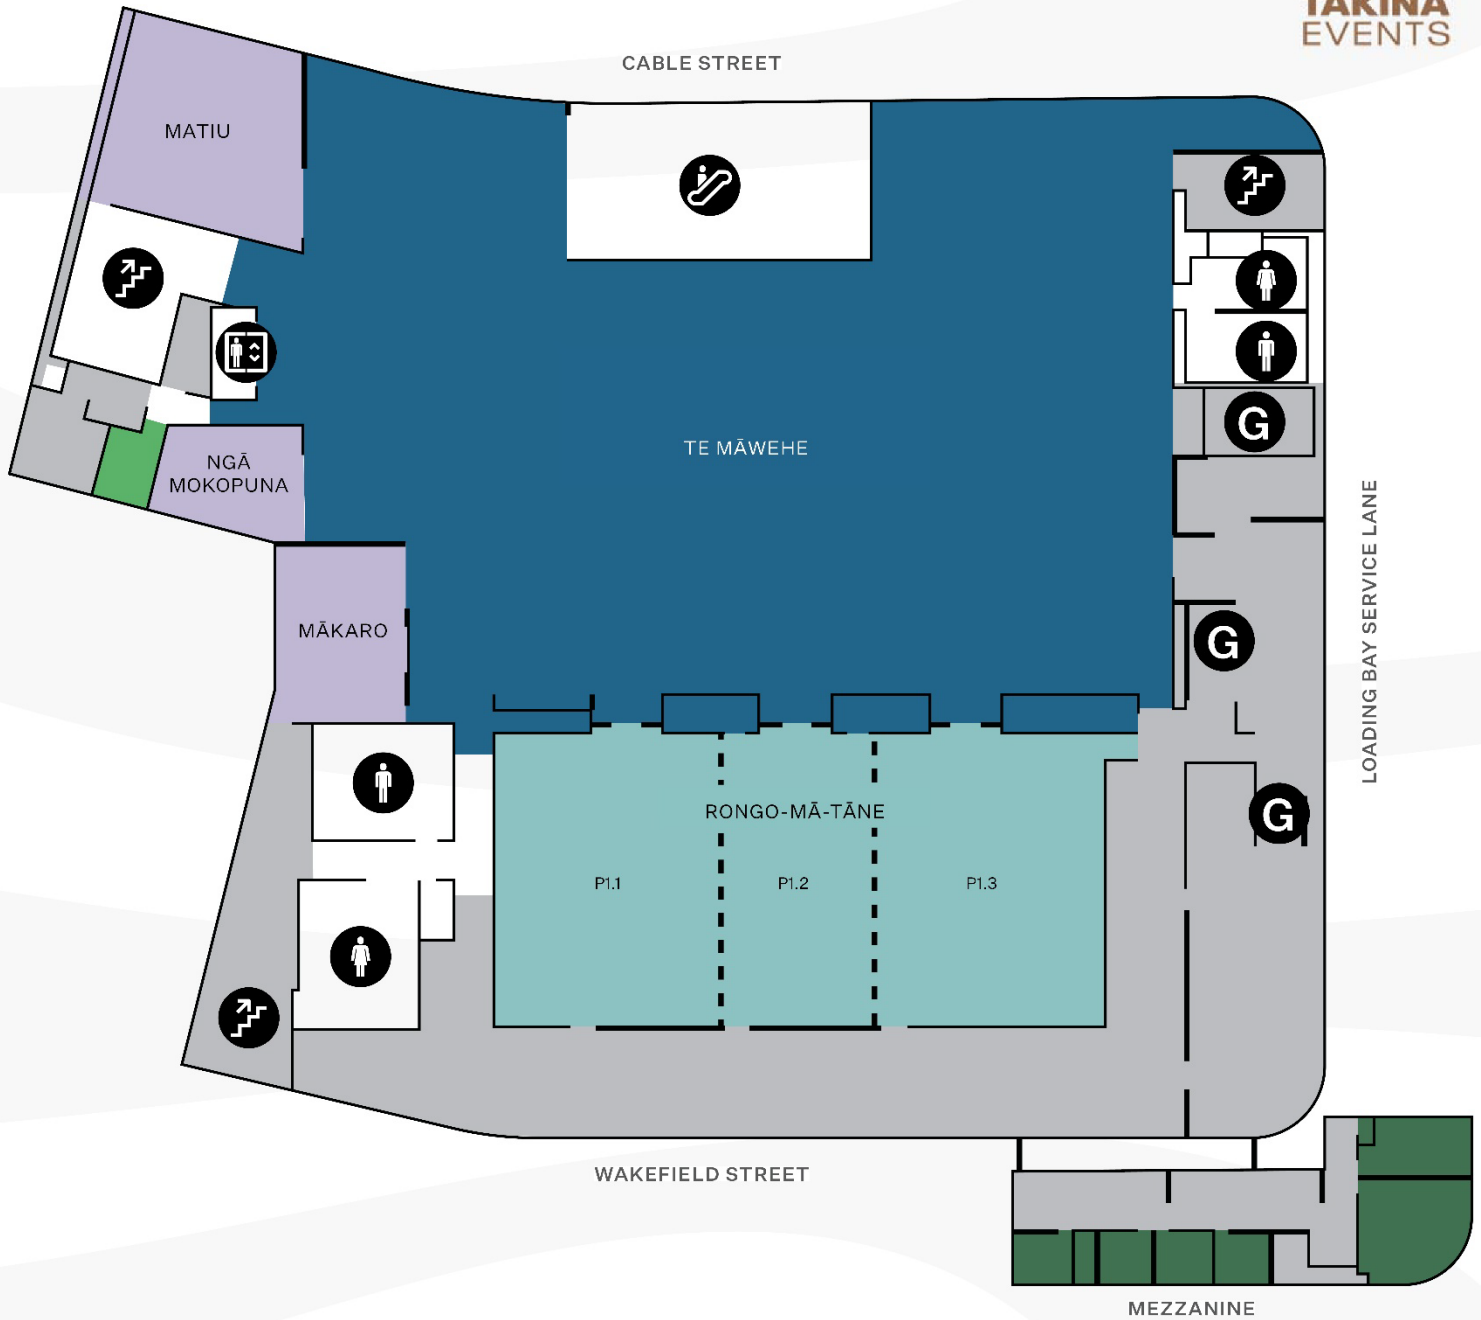 TĀKINA
EVENTS
CABLE STREET
MATIU
TE MĀWEHE
G
NGĀ
MOKOPUNA
LOADING BAY SERVICE LANE
MĀKARO
G
RONGO-MĀ-TĀNE
G
P1.1
P1.2
P1.3
WAKEFIELD STREET
MEZZANINE